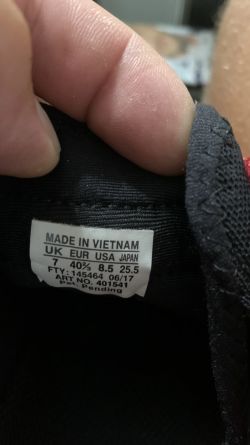 MADE IN VIETNAM
UK EUR USA JAPAN
7 40⅔ 8.5 25.5
FTY: 145464 06/17
ART NO. 401541
Pat. Pending